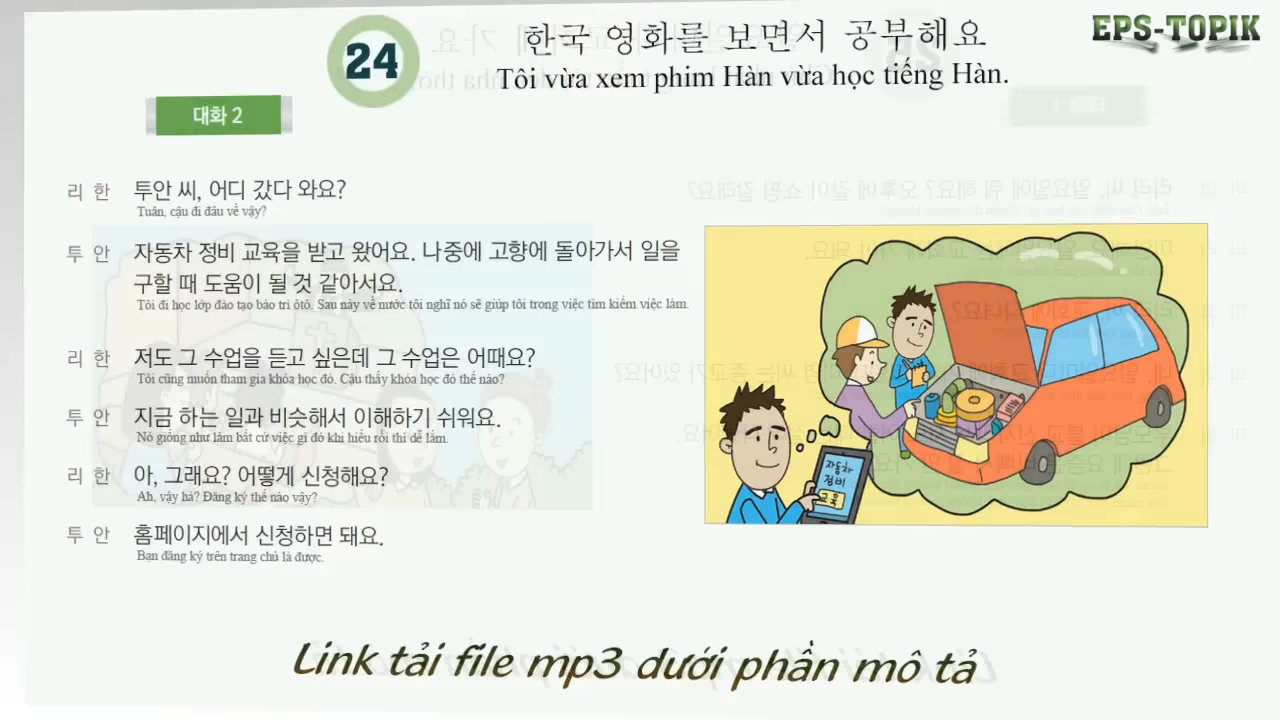 24
한국 영화를 보면서 공부해요
EPS-TOPIK
Tôi vừa xem phim Hàn vừa học tiếng Hàn.
대화 2
리 한 투안 씨, 어디 갔다 와요?
Tuân, cậu đi đâu về vậy?
투 안 자동차 정비 교육을 받고 왔어요. 나중에 고향에 돌아가서 일을
구할 때 도움이 될 것 같아서요.
Tôi đi học lớp đào tạo bảo trì ôtô. Sau này về nước tôi nghĩ nó sẽ giúp tôi trong việc tìm kiếm việc làm.
리 한 저도 그 수업을 듣고 싶은데 그 수업은 어때요?
Tôi cũng muốn tham gia khóa học đó. Cậu thấy khóa học đó thế nào?
투 안 지금 하는 일과 비슷해서 이해하기 쉬워요.
Nó giống như làm bất cứ việc gì đó khi hiểu rồi thì dễ lắm.
리 한 아, 그래요? 어떻게 신청해요?
Ah, vậy hả? Đăng ký thế nào vậy?
투 안 홈페이지에서 신청하면 돼요.
Bạn đăng ký trên trang chủ là được.
자동차
정비
교육
Link tải file mp3 dưới phần mô tả